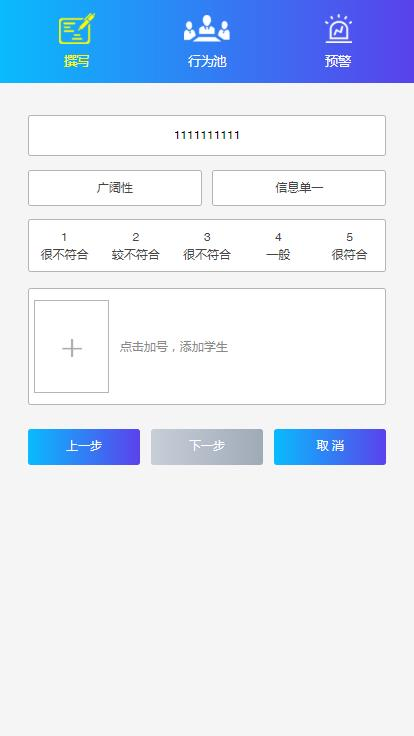 撰写 行为池 预警
1111111111
广阔性 信息单一
1 2 3 4 5
很不符合 较不符合 很不符合 一般 很符合
点击加号，添加学生
上一步 下一步 取 消